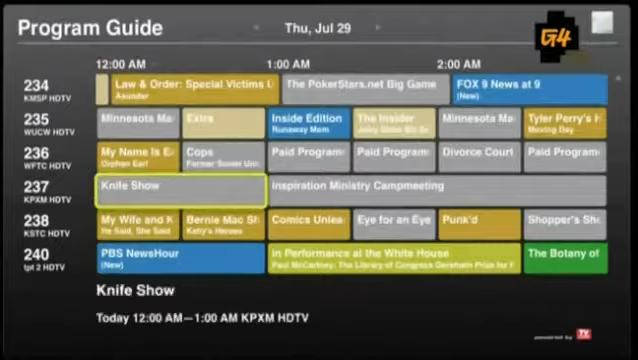 Program Guide
Thu, Jul 29
G4
12:00 AM 1:00 AM 2:00 AM
234 Law & Order: Special Victims U The PokerStars.net Big Game FOX 9 News at 9
KMSP HDTV Asunder (New)
235 Minnesota Ma Extra Inside Edition The Insider Minnesota Ma Tyler Perry's H
WUCW HDTV Runaway Mom Moving Day
236 My Name Is E Cops Paid Program Paid Program Divorce Court Paid Program
WFTC HDTV Orphan Earl Former Soviet Uni
237 Knife Show Inspiration Ministry Campmeeting
KPXM HDTV
238 My Wife and K Bernie Mac Sh Comics Unlea Eye for an Eye Punk'd Shopper's Sho
KSTC HDTV He Said, She Said Kelly's Heroes
240 PBS NewsHour In Performance at the White House The Botany of
tpt 2 HDTV (New) Paul McCartney: The Library of Congress Gershwin Prize for P
Knife Show
Today 12:00 AM—1:00 AM KPXM HDTV
powered by TV